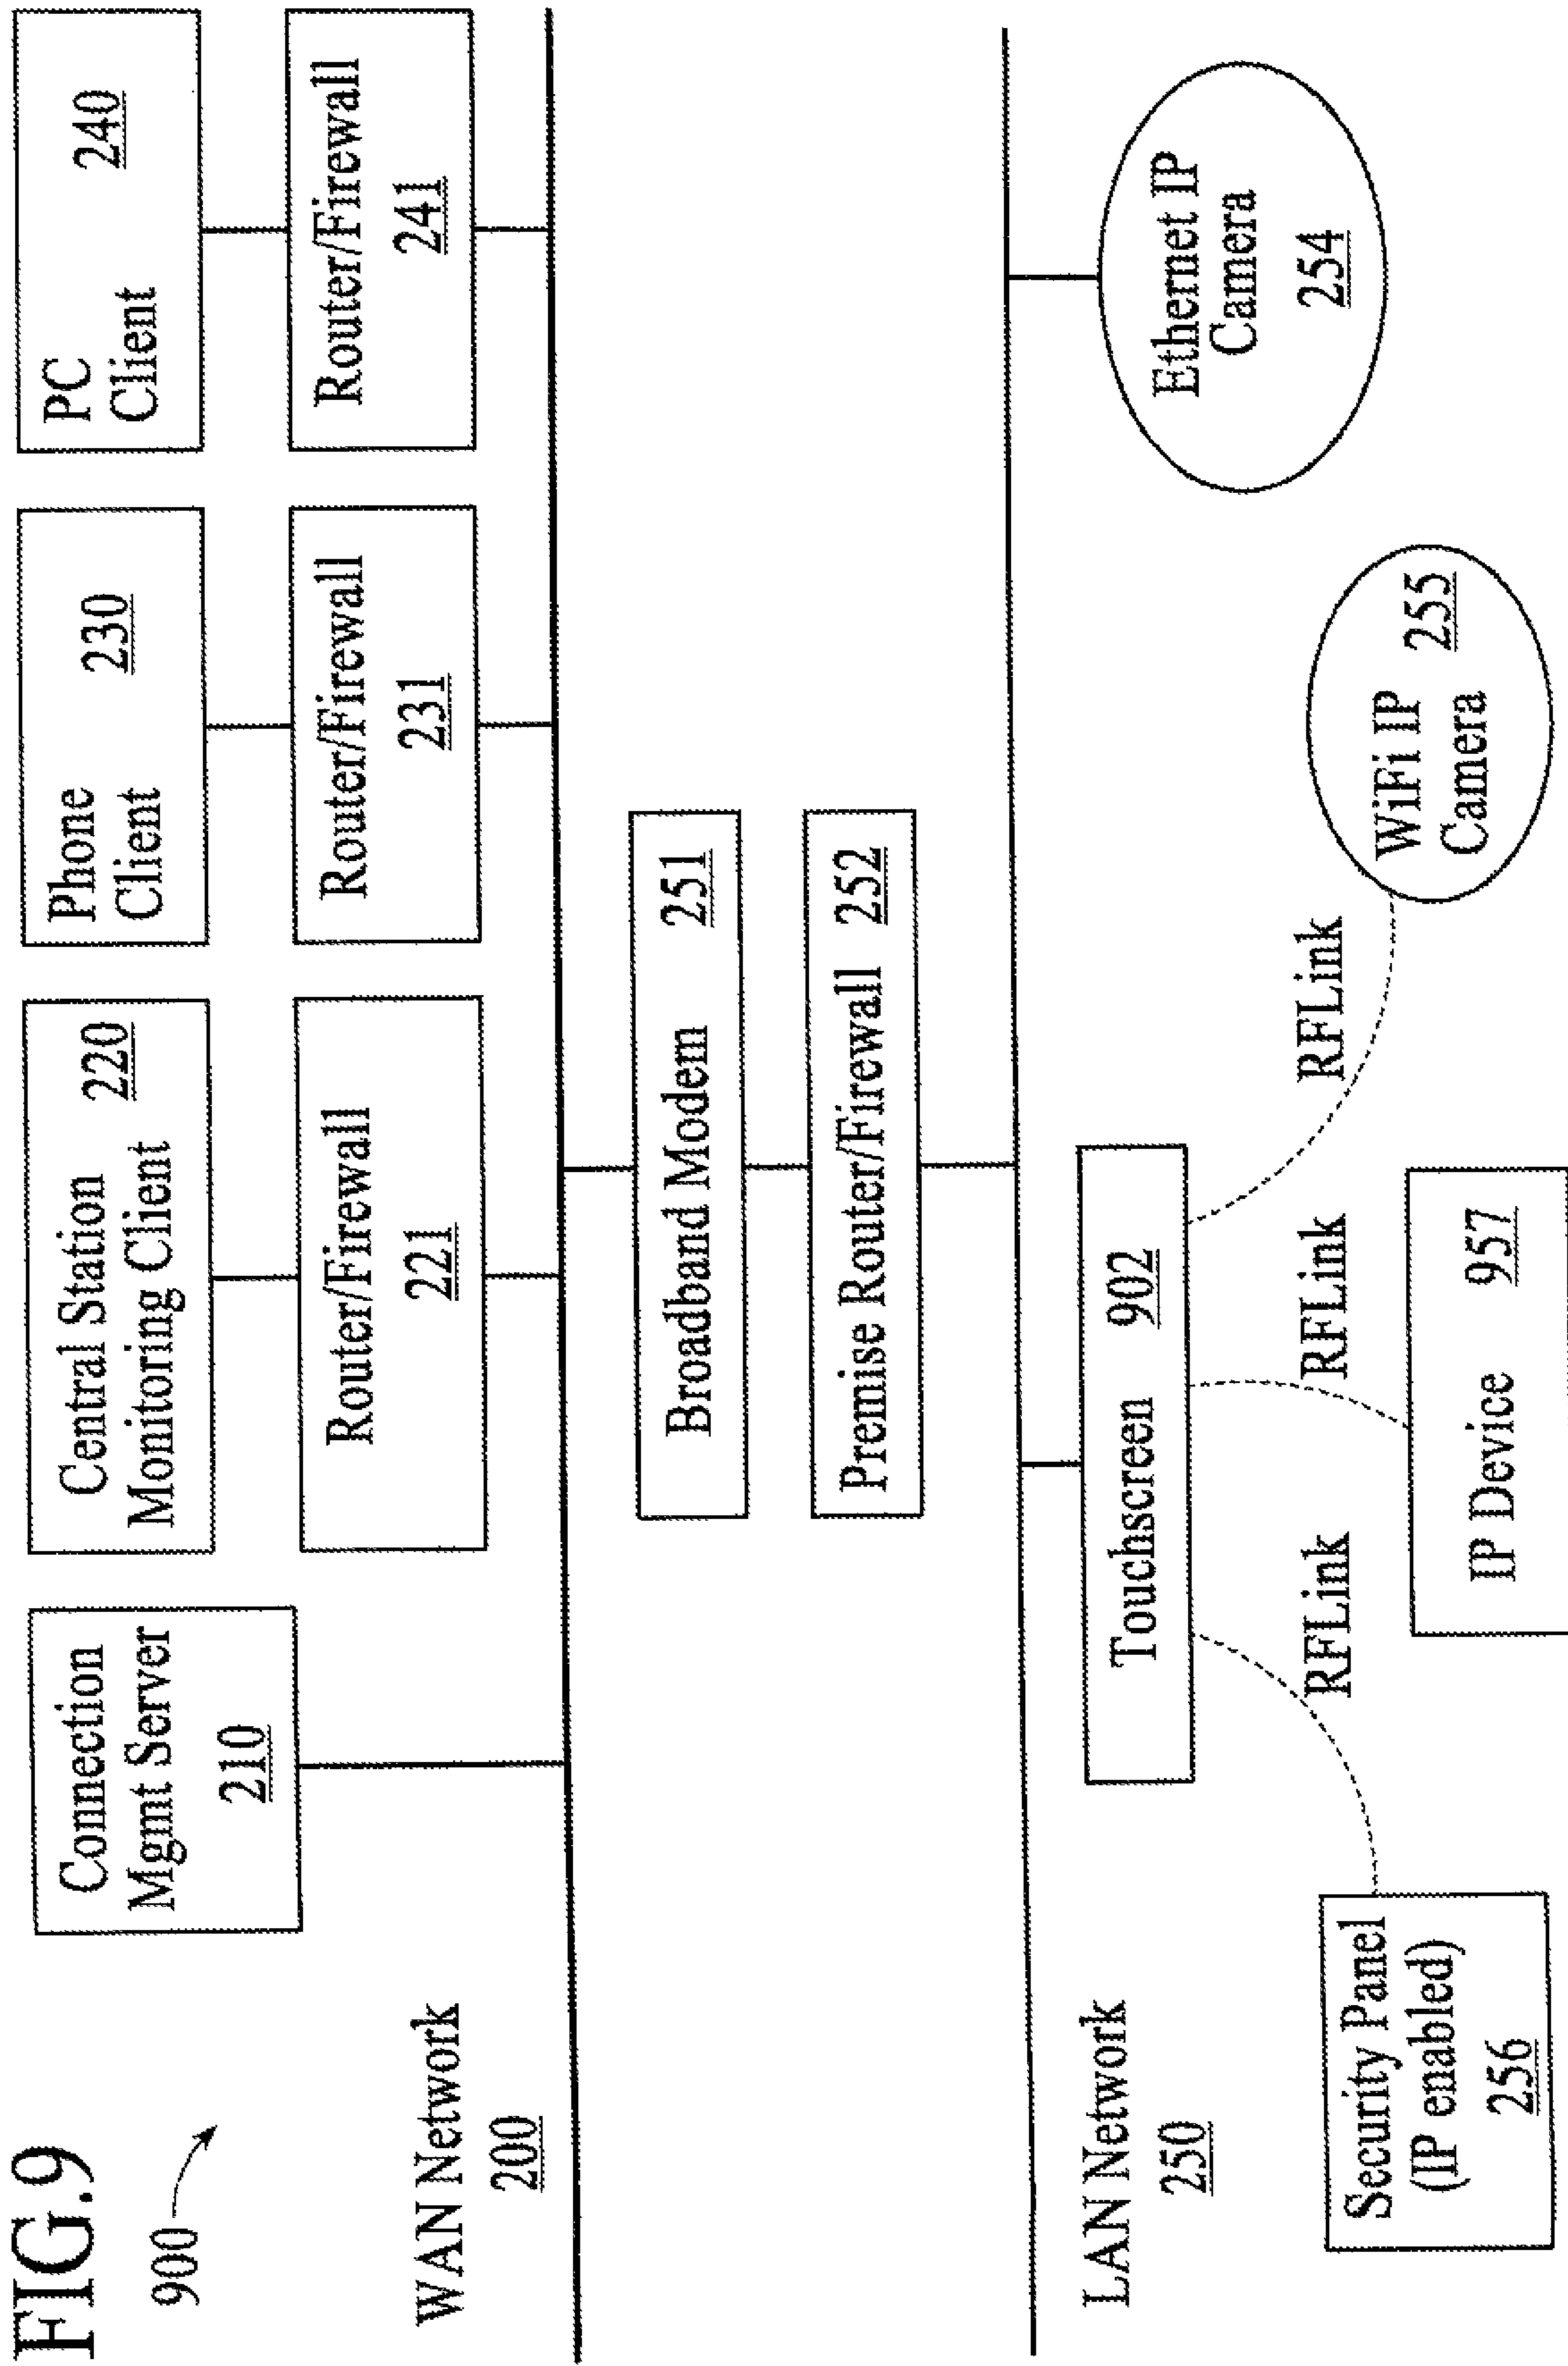 FIG.9
900
Connection
Mgmt Server
210
Central Station
Monitoring Client 220
Phone
Client 230
PC
Client 240
Router/Firewall
221
Router/Firewall
231
Router/Firewall
241
WAN Network
200
Broadband Modem 251
Premise Router/Firewall 252
LAN Network
250
Touchscreen 902
Ethernet IP
Camera
254
RFLink
RFLink
RFLink
Security Panel
(IP enabled)
256
IP Device 957
WiFi IP
Camera 255